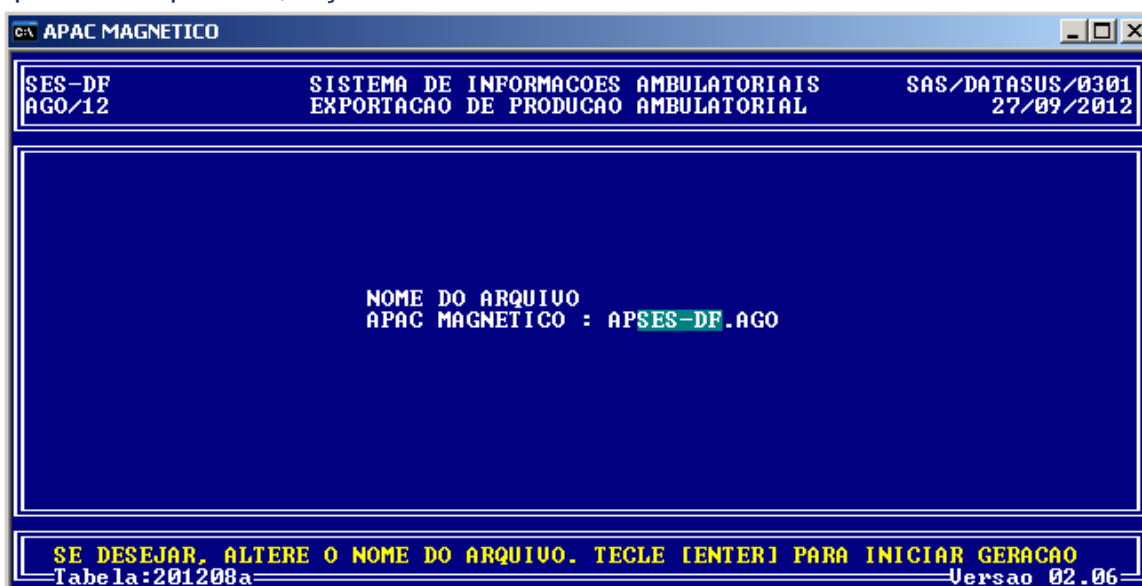 APAC MAGNETICO
SES-DF SISTEMA DE INFORMACOES AMBULATORIAIS SAS/DATASUS/0301
AGO/12 EXPORTACAO DE PRODUCAO AMBULATORIAL 27/09/2012
NOME DO ARQUIVO
APAC MAGNETICO : APSES-DF.AGO
SE DESEJAR, ALTERE O NOME DO ARQUIVO. TECLE [ENTER] PARA INICIAR GERACAO
Tabela:201208a Versao 02.06